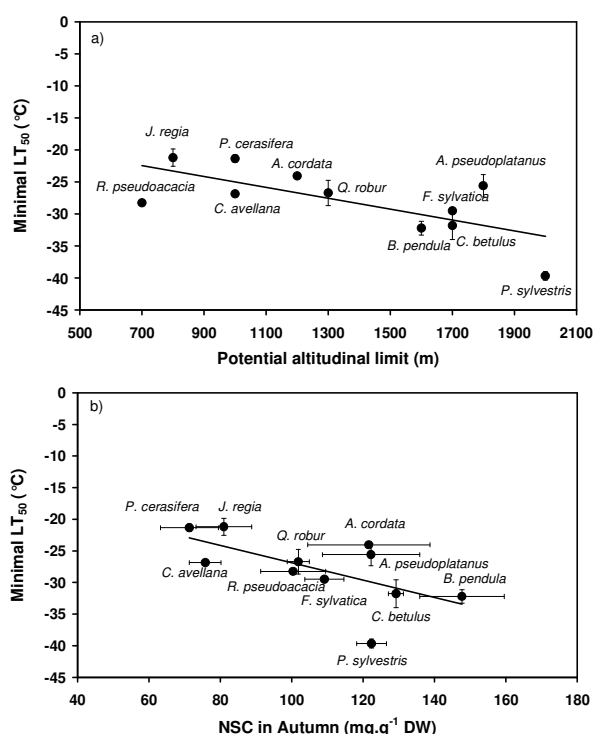 a)
0
-5
-10
-15
-20
-25
-30
-35
-40
-45
Minimal LT50 (°C)
J. regia
P. cerasifera
A. cordata
A. pseudoplatanus
R. pseudoacacia
C. avellana
Q. robur
F. sylvatica
B. pendula
C. betulus
P. sylvestris
500 700 900 1100 1300 1500 1700 1900 2100
Potential altitudinal limit (m)
b)
0
-5
-10
-15
-20
-25
-30
-35
-40
-45
Minimal LT50 (°C)
P. cerasifera J. regia
A. cordata
Q. robur
C. avellana
A. pseudoplatanus
R. pseudoacacia
B. pendula
F. sylvatica
C. betulus
P. sylvestris
40 60 80 100 120 140 160 180
NSC in Autumn (mg.g-1 DW)